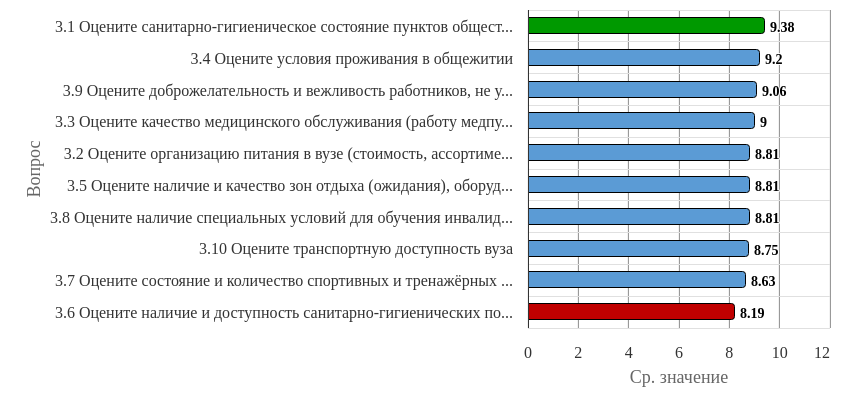 3.1 Оцените санитарно-гигиеническое состояние пунктов общест... 9.38
3.4 Оцените условия проживания в общежитии 9.2
3.9 Оцените доброжелательность и вежливость работников, не у... 9.06
3.3 Оцените качество медицинского обслуживания (работу медпу... 9
3.2 Оцените организацию питания в вузе (стоимость, ассортиме... 8.81
3.5 Оцените наличие и качество зон отдыха (ожидания), оборуд... 8.81
3.8 Оцените наличие специальных условий для обучения инвалид... 8.81
3.10 Оцените транспортную доступность вуза 8.75
3.7 Оцените состояние и количество спортивных и тренажёрных ... 8.63
3.6 Оцените наличие и доступность санитарно-гигиенических по... 8.19
Вопрос
0 2 4 6 8 10 12
Ср. значение